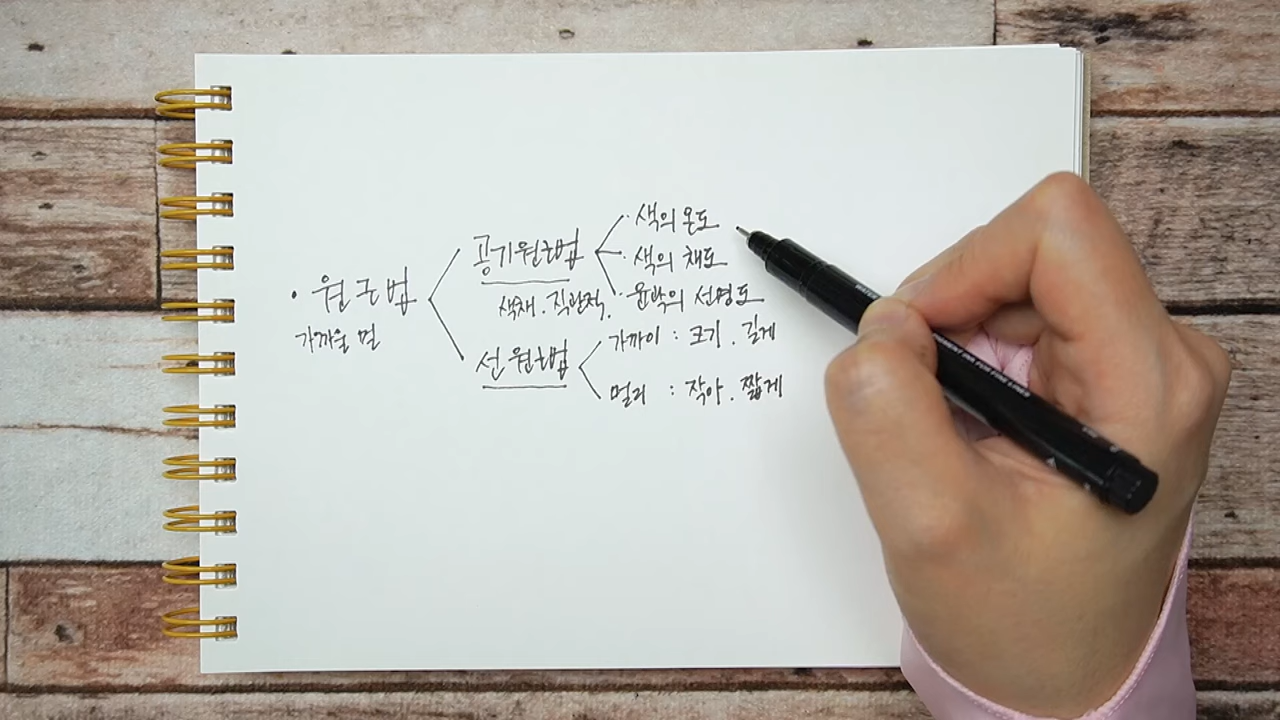 색의 온도
공기원근법
· 색의 채도
· 원근법
색채 . 직관적.
· 윤곽의 선명도
가까울 멀
선원근법
가까이 : 크기 . 길게
멀리 : 작아 . 짧게